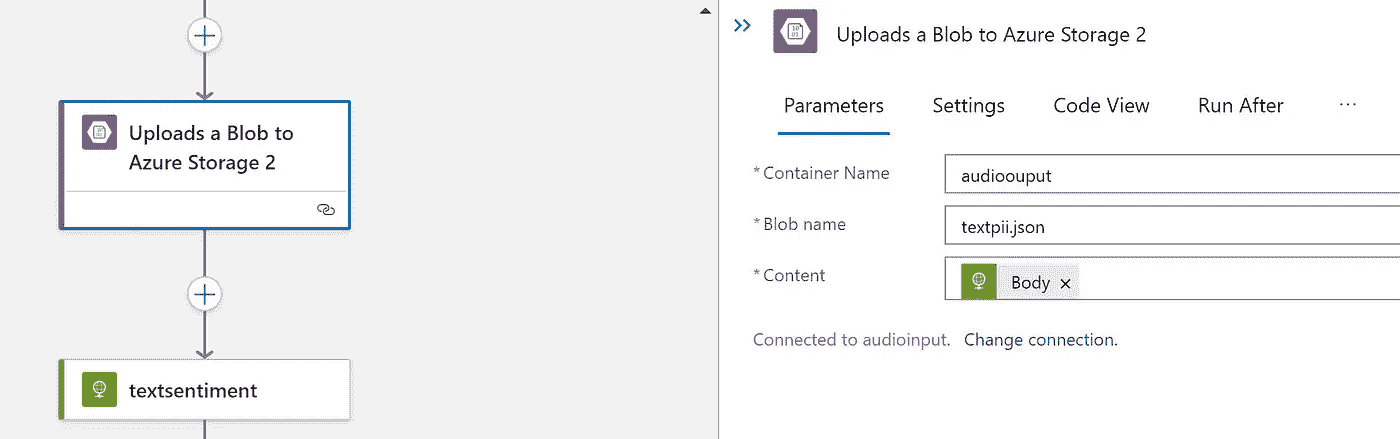 Uploads a Blob to
Azure Storage 2
textsentiment
Uploads a Blob to Azure Storage 2
Parameters Settings Code View Run After ...
* Container Name audioouput
* Blob name textpii.json
* Content Body ×
Connected to audioinput. Change connection.